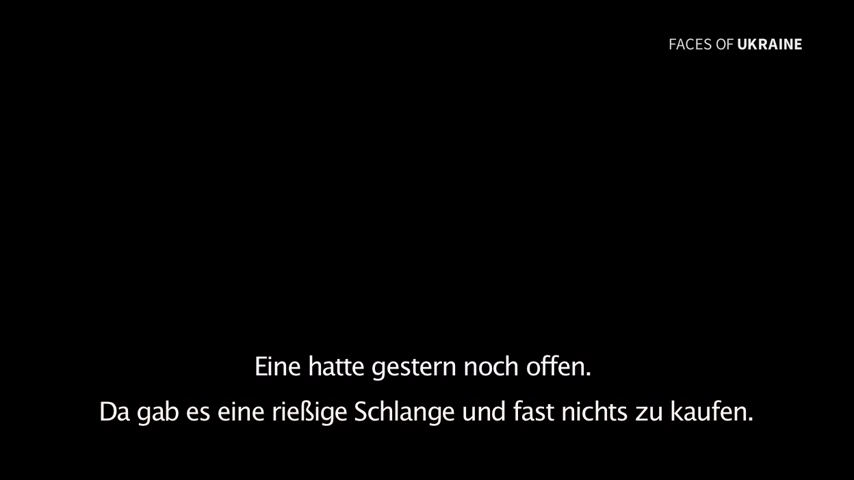 FACES OF UKRAINE
Eine hatte gestern noch offen.
Da gab es eine rießige Schlange und fast nichts zu kaufen.